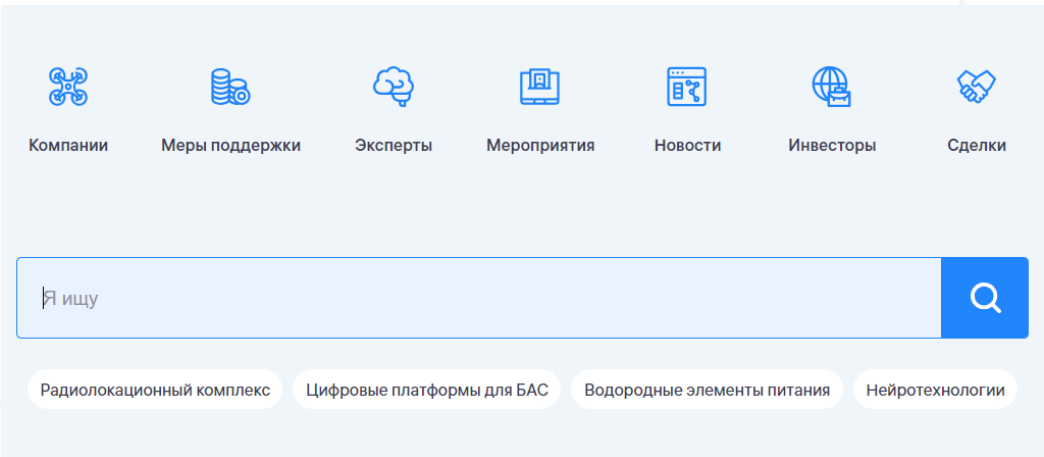 Компании Меры поддержки Эксперты Мероприятия Новости Инвесторы Сделки
Я ищу
Радиолокационный комплекс Цифровые платформы для БАС Водородные элементы питания Нейротехнологии